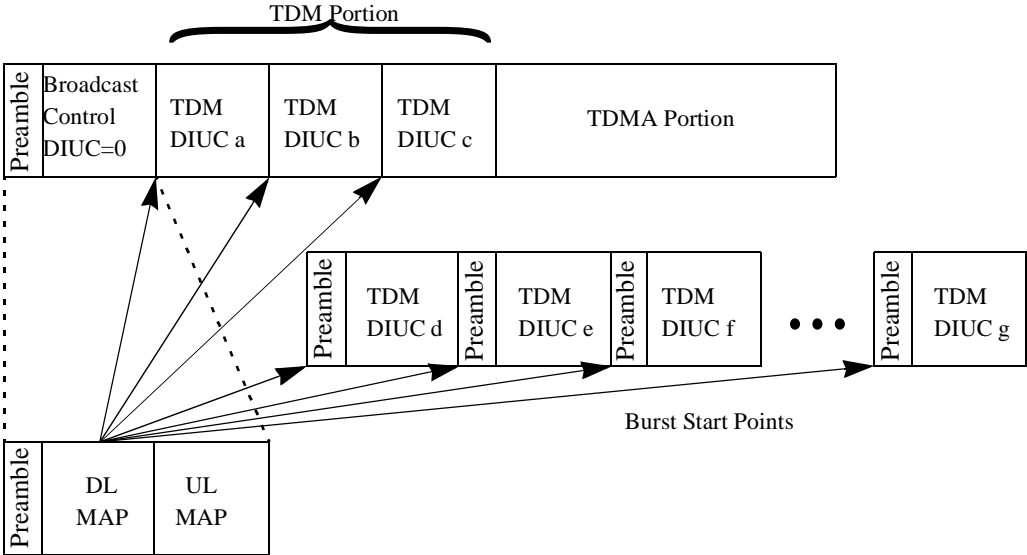 TDM Portion
Preamble
Broadcast
Control
DIUC=0
TDM
DIUC a
TDM
DIUC b
TDM
DIUC c
TDMA Portion
Preamble
TDM
DIUC d
Preamble
TDM
DIUC e
Preamble
TDM
DIUC f
Preamble
TDM
DIUC g
Burst Start Points
Preamble
DL
MAP
UL
MAP